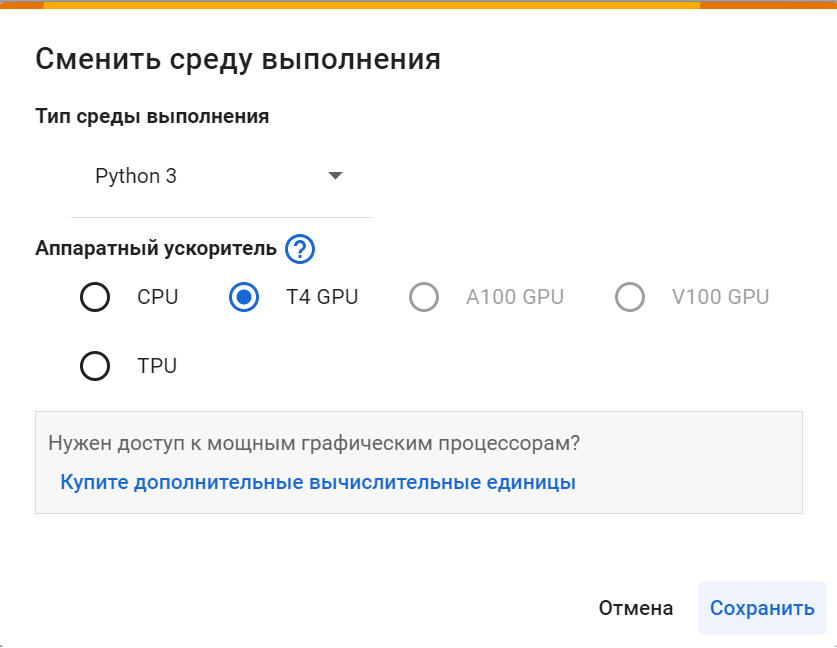 Сменить среду выполнения
Тип среды выполнения
Python 3
Аппаратный ускоритель ?
CPU T4 GPU A100 GPU V100 GPU
TPU
Нужен доступ к мощным графическим процессорам?
Купите дополнительные вычислительные единицы
Отмена Сохранить